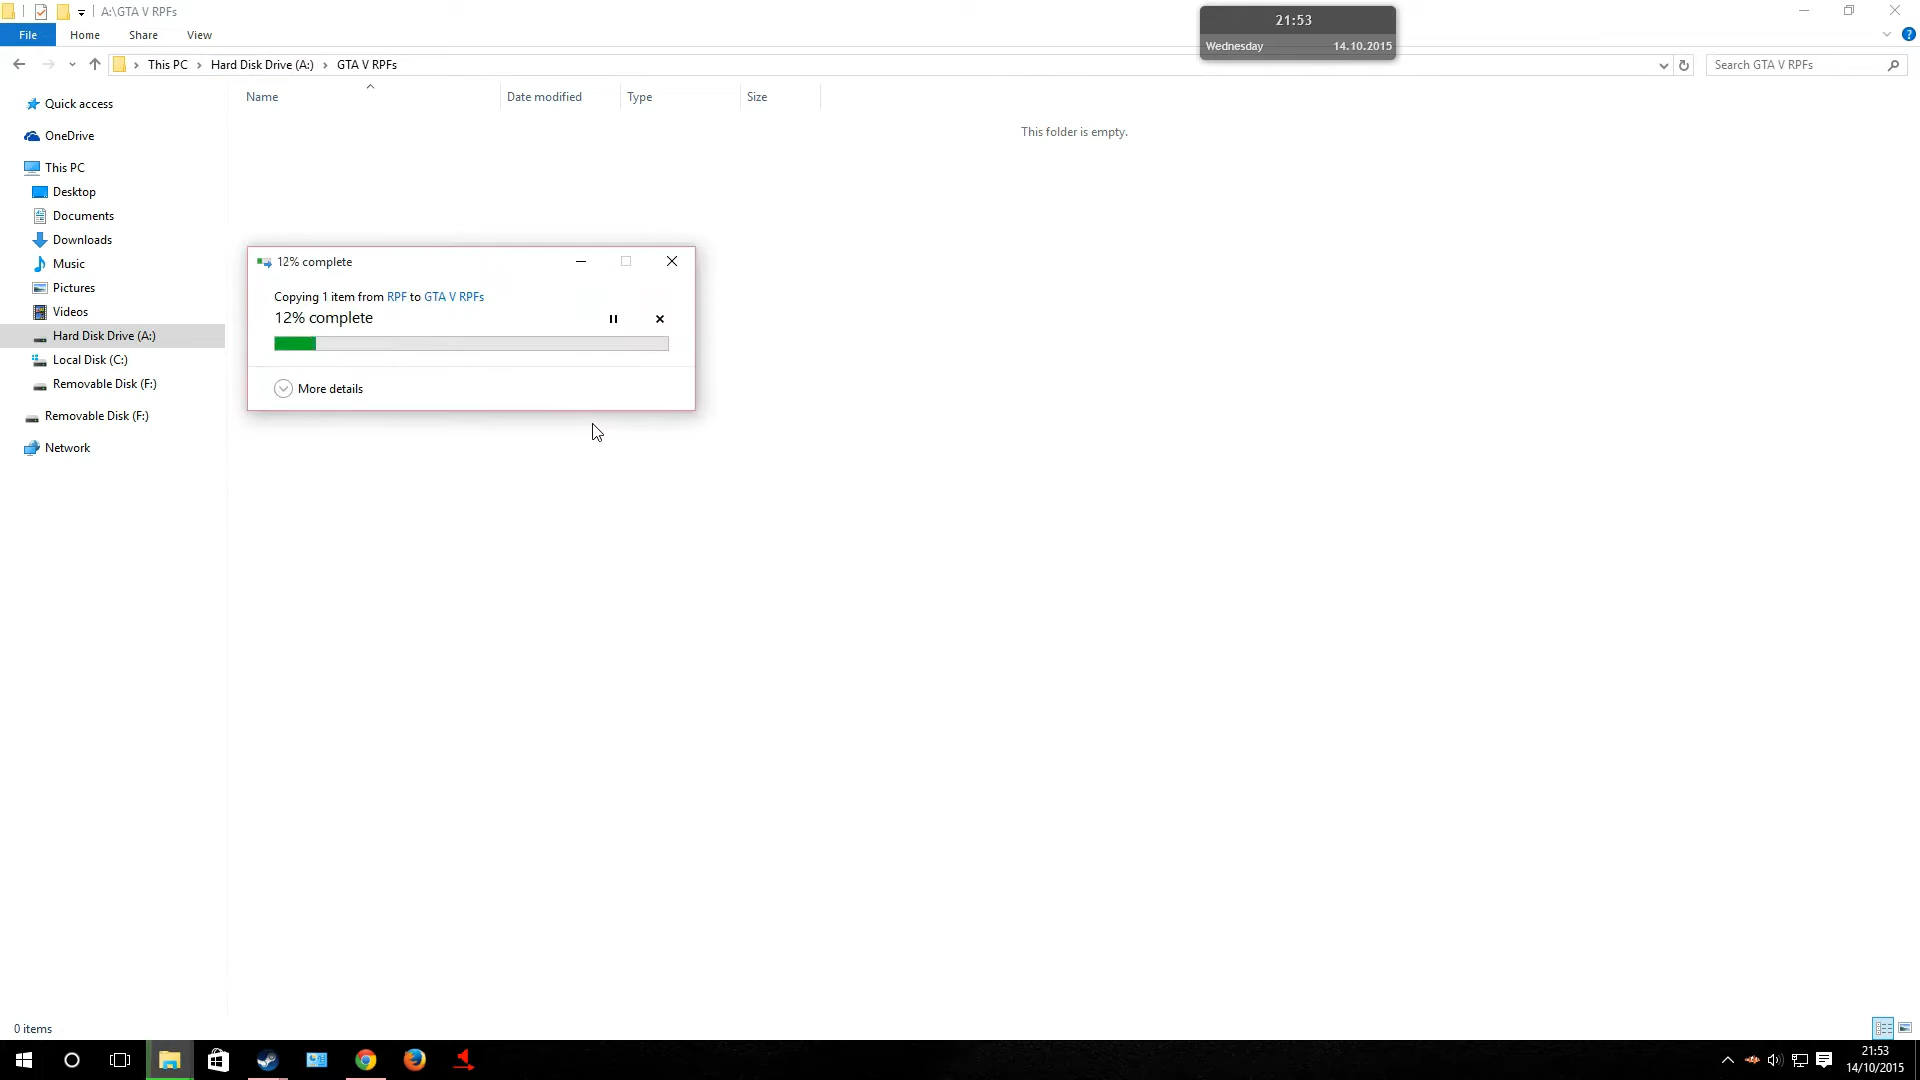 A:\GTA V RPFs
21:53
Wednesday 14.10.2015
File Home Share View
This PC Hard Disk Drive (A:) GTA V RPFs
Search GTA V RPFs
Name Date modified Type Size
This folder is empty.
Quick access
OneDrive
This PC
Desktop
Documents
Downloads
Music
Pictures
Videos
Hard Disk Drive (A:)
Local Disk (C:)
Removable Disk (F:)
Removable Disk (F:)
Network
12% complete
Copying 1 item from RPF to GTA V RPFs
12% complete
More details
0 items
21:53
14/10/2015